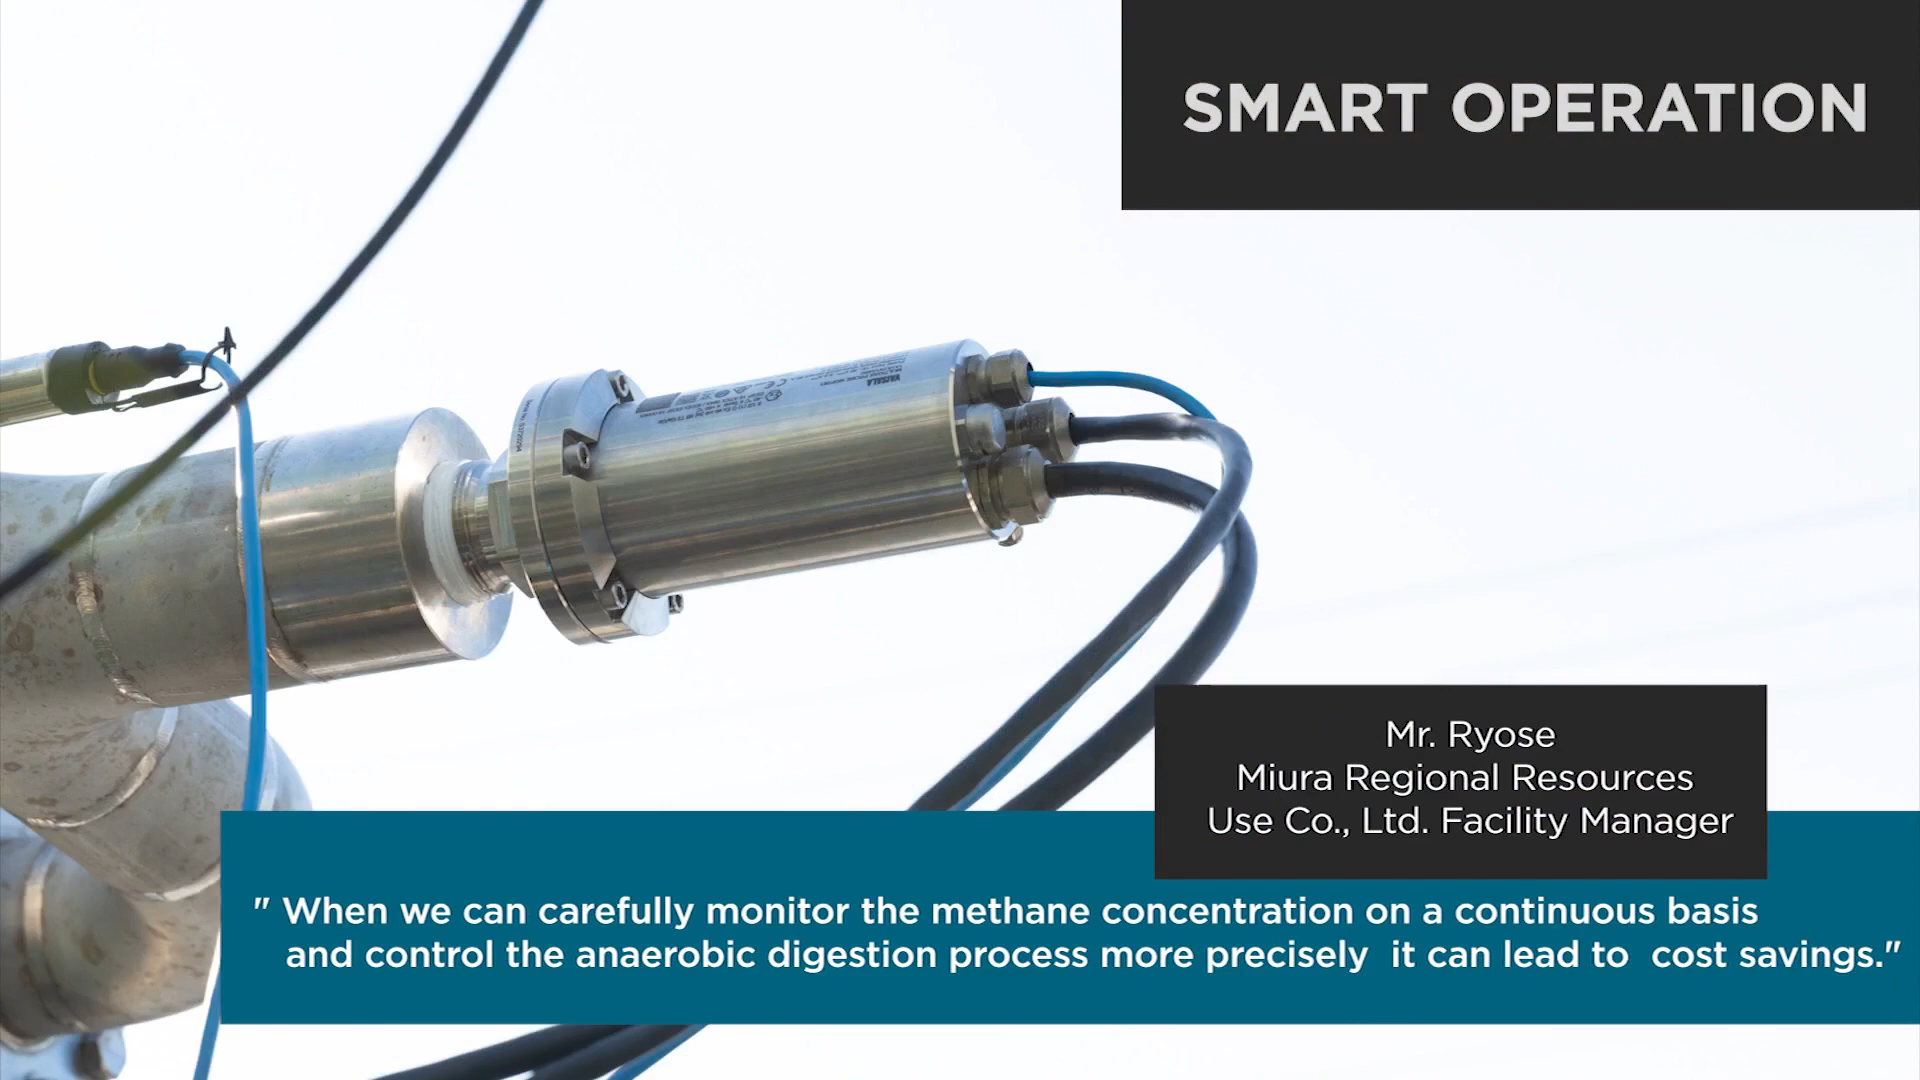 SMART OPERATION
VAISALA
Mr. Ryose
Miura Regional Resources
Use Co., Ltd. Facility Manager
" When we can carefully monitor the methane concentration on a continuous basis
and control the anaerobic digestion process more precisely  it can lead to  cost savings."